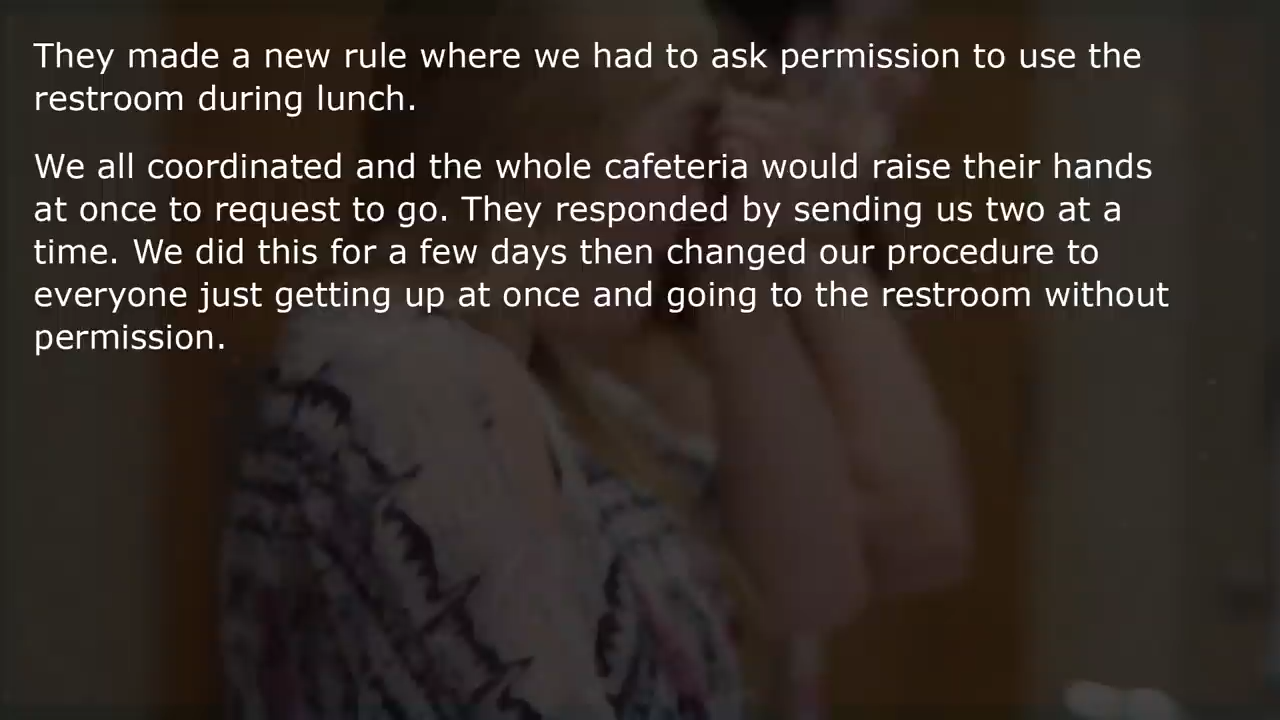 They made a new rule where we had to ask permission to use the
restroom during lunch.
We all coordinated and the whole cafeteria would raise their hands
at once to request to go. They responded by sending us two at a
time. We did this for a few days then changed our procedure to
everyone just getting up at once and going to the restroom without
permission.